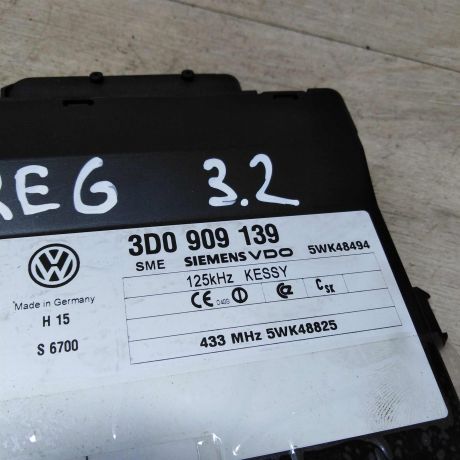 REG 3.2
3D0 909 139
SME SIEMENS VDO 5WK48494
125kHz KESSY
Made in Germany
H 15
S 6700
433 MHz 5WK48825